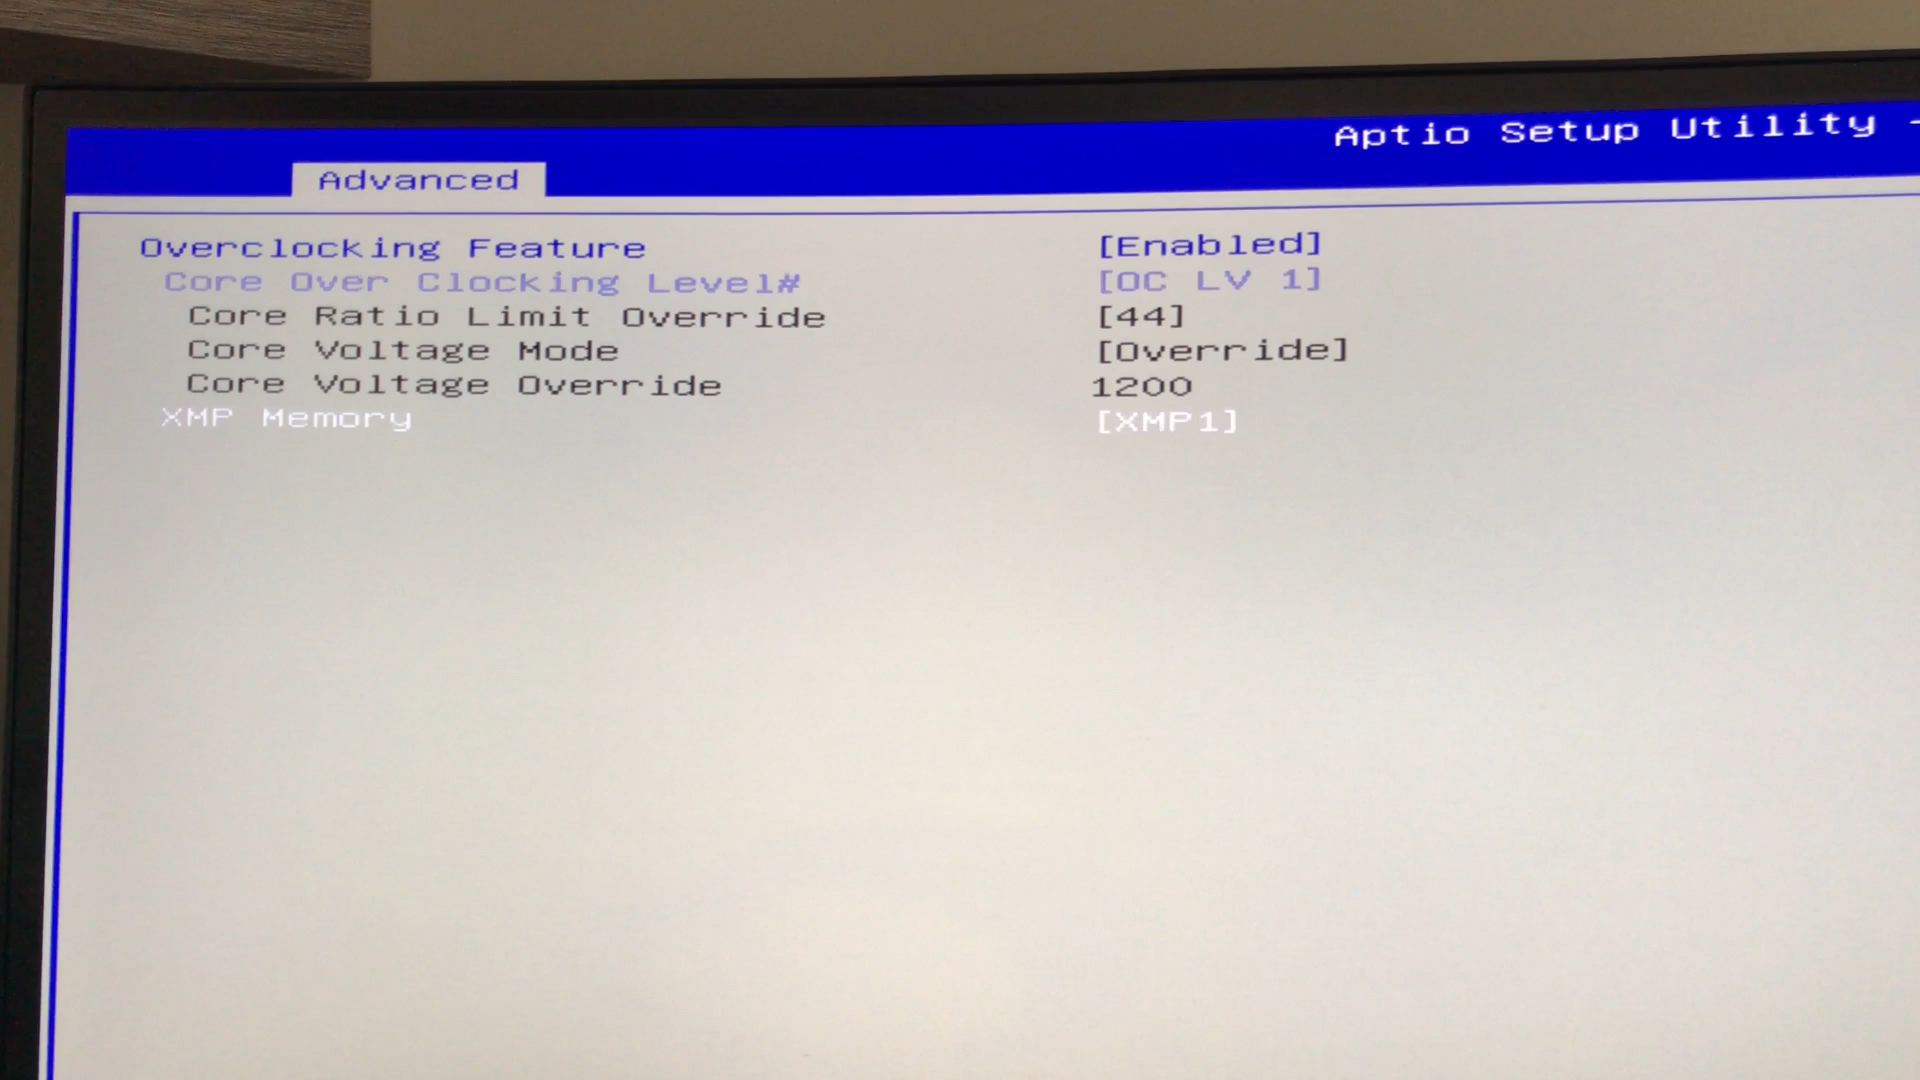 Aptio Setup Utility -
Advanced
Overclocking Feature [Enabled]
Core Over Clocking Level# [OC LV 1]
Core Ratio Limit Override [44]
Core Voltage Mode [Override]
Core Voltage Override 1200
XMP Memory [XMP1]